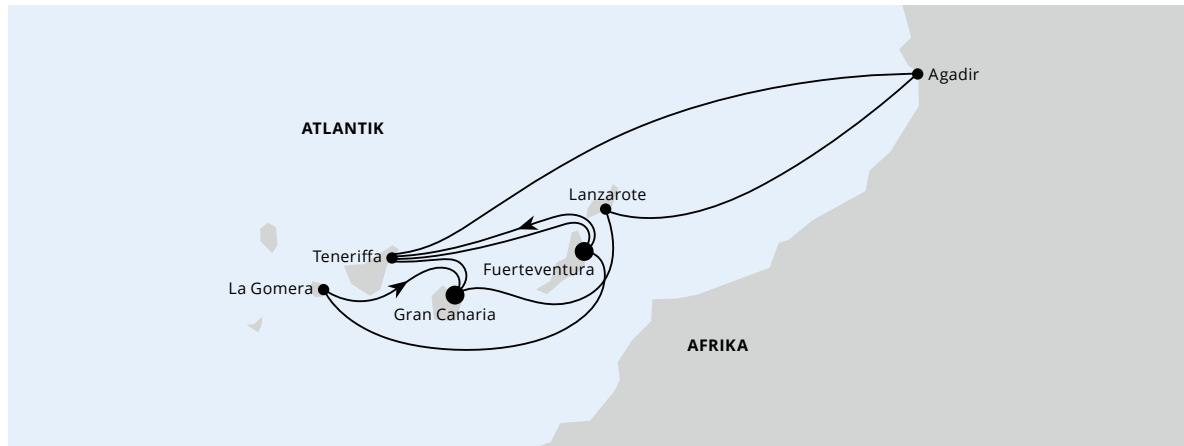 Agadir
ATLANTIK
Lanzarote
Teneriffa
Fuerteventura
La Gomera
Gran Canaria
AFRIKA